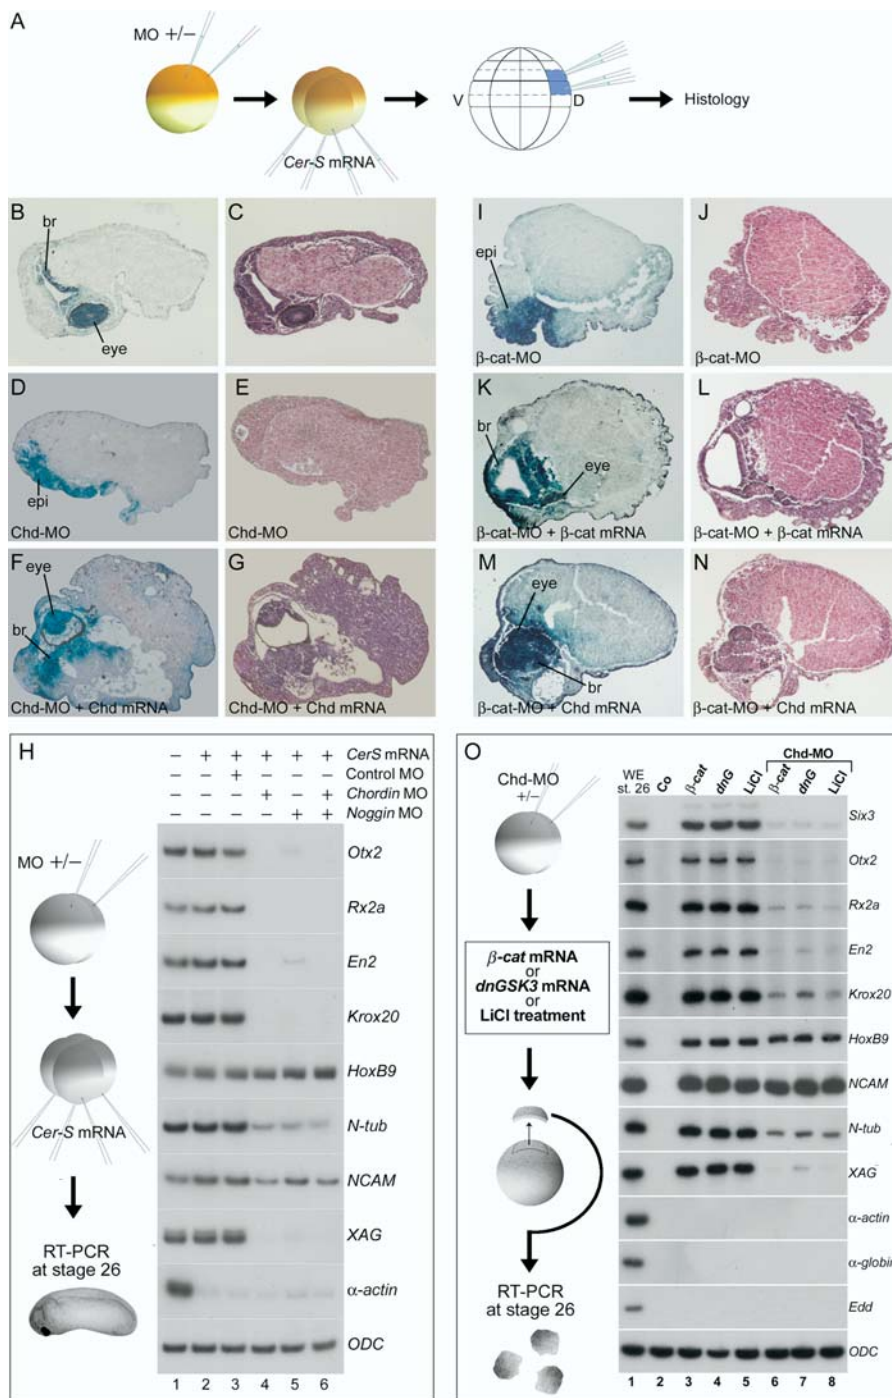 A
MO +/–
Cer-S mRNA
V
D
Histology
B
br
eye
C
D
epi
Chd-MO
E
Chd-MO
F
eye
br
Chd-MO + Chd mRNA
G
Chd-MO + Chd mRNA
I
epi
β-cat-MO
J
β-cat-MO
K
br
eye
β-cat-MO + β-cat mRNA
L
β-cat-MO + β-cat mRNA
M
eye
br
β-cat-MO + Chd mRNA
N
β-cat-MO + Chd mRNA
H
– + + + + + CerS mRNA
– – + – – – Control MO
– – – + – + Chordin MO
– – – – + + Noggin MO
MO +/–
Cer-S mRNA
RT-PCR
at stage 26
Otx2
Rx2a
En2
Krox20
HoxB9
N-tub
NCAM
XAG
α-actin
ODC
1 2 3 4 5 6
O
Chd-MO
+/–
β-cat mRNA
or
dnGSK3 mRNA
or
LiCl treatment
RT-PCR
at stage 26
Chd-MO
WE
st. 26
Co
β-cat
dnG
LiCl
β-cat
dnG
LiCl
Six3
Otx2
Rx2a
En2
Krox20
HoxB9
NCAM
N-tub
XAG
α-actin
α-globin
Edd
ODC
1 2 3 4 5 6 7 8